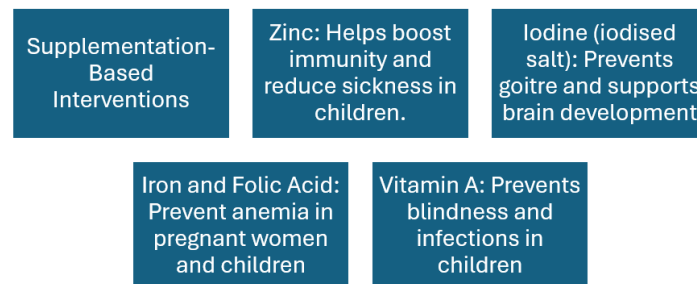 Supplementation-
Based
Interventions
Zinc: Helps boost
immunity and
reduce sickness in
children.
Iodine (iodised
salt): Prevents
goitre and supports
brain development
Iron and Folic Acid:
Prevent anemia in
pregnant women
and children
Vitamin A: Prevents
blindness and
infections in
children